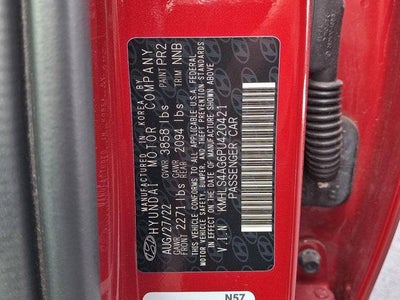 MANUFACTURED IN KOREA BY
HYUNDAI MOTOR COMPANY
AUG/27/22 GVWR 3858 lbs PAINT PR2
GAWR FRONT 2271 lbs GAWR REAR 2094 lbs TRIM NNB
THIS VEHICLE CONFORMS TO ALL APPLICABLE FEDERAL
MOTOR VEHICLE SAFETY, BUMPER, AND THEFT PREVENTION STANDARDS
IN EFFECT ON THE DATE OF MANUFACTURE SHOWN ABOVE.
V.I.N : KMHLS4AG6PU420421
PASSENGER CAR
N57